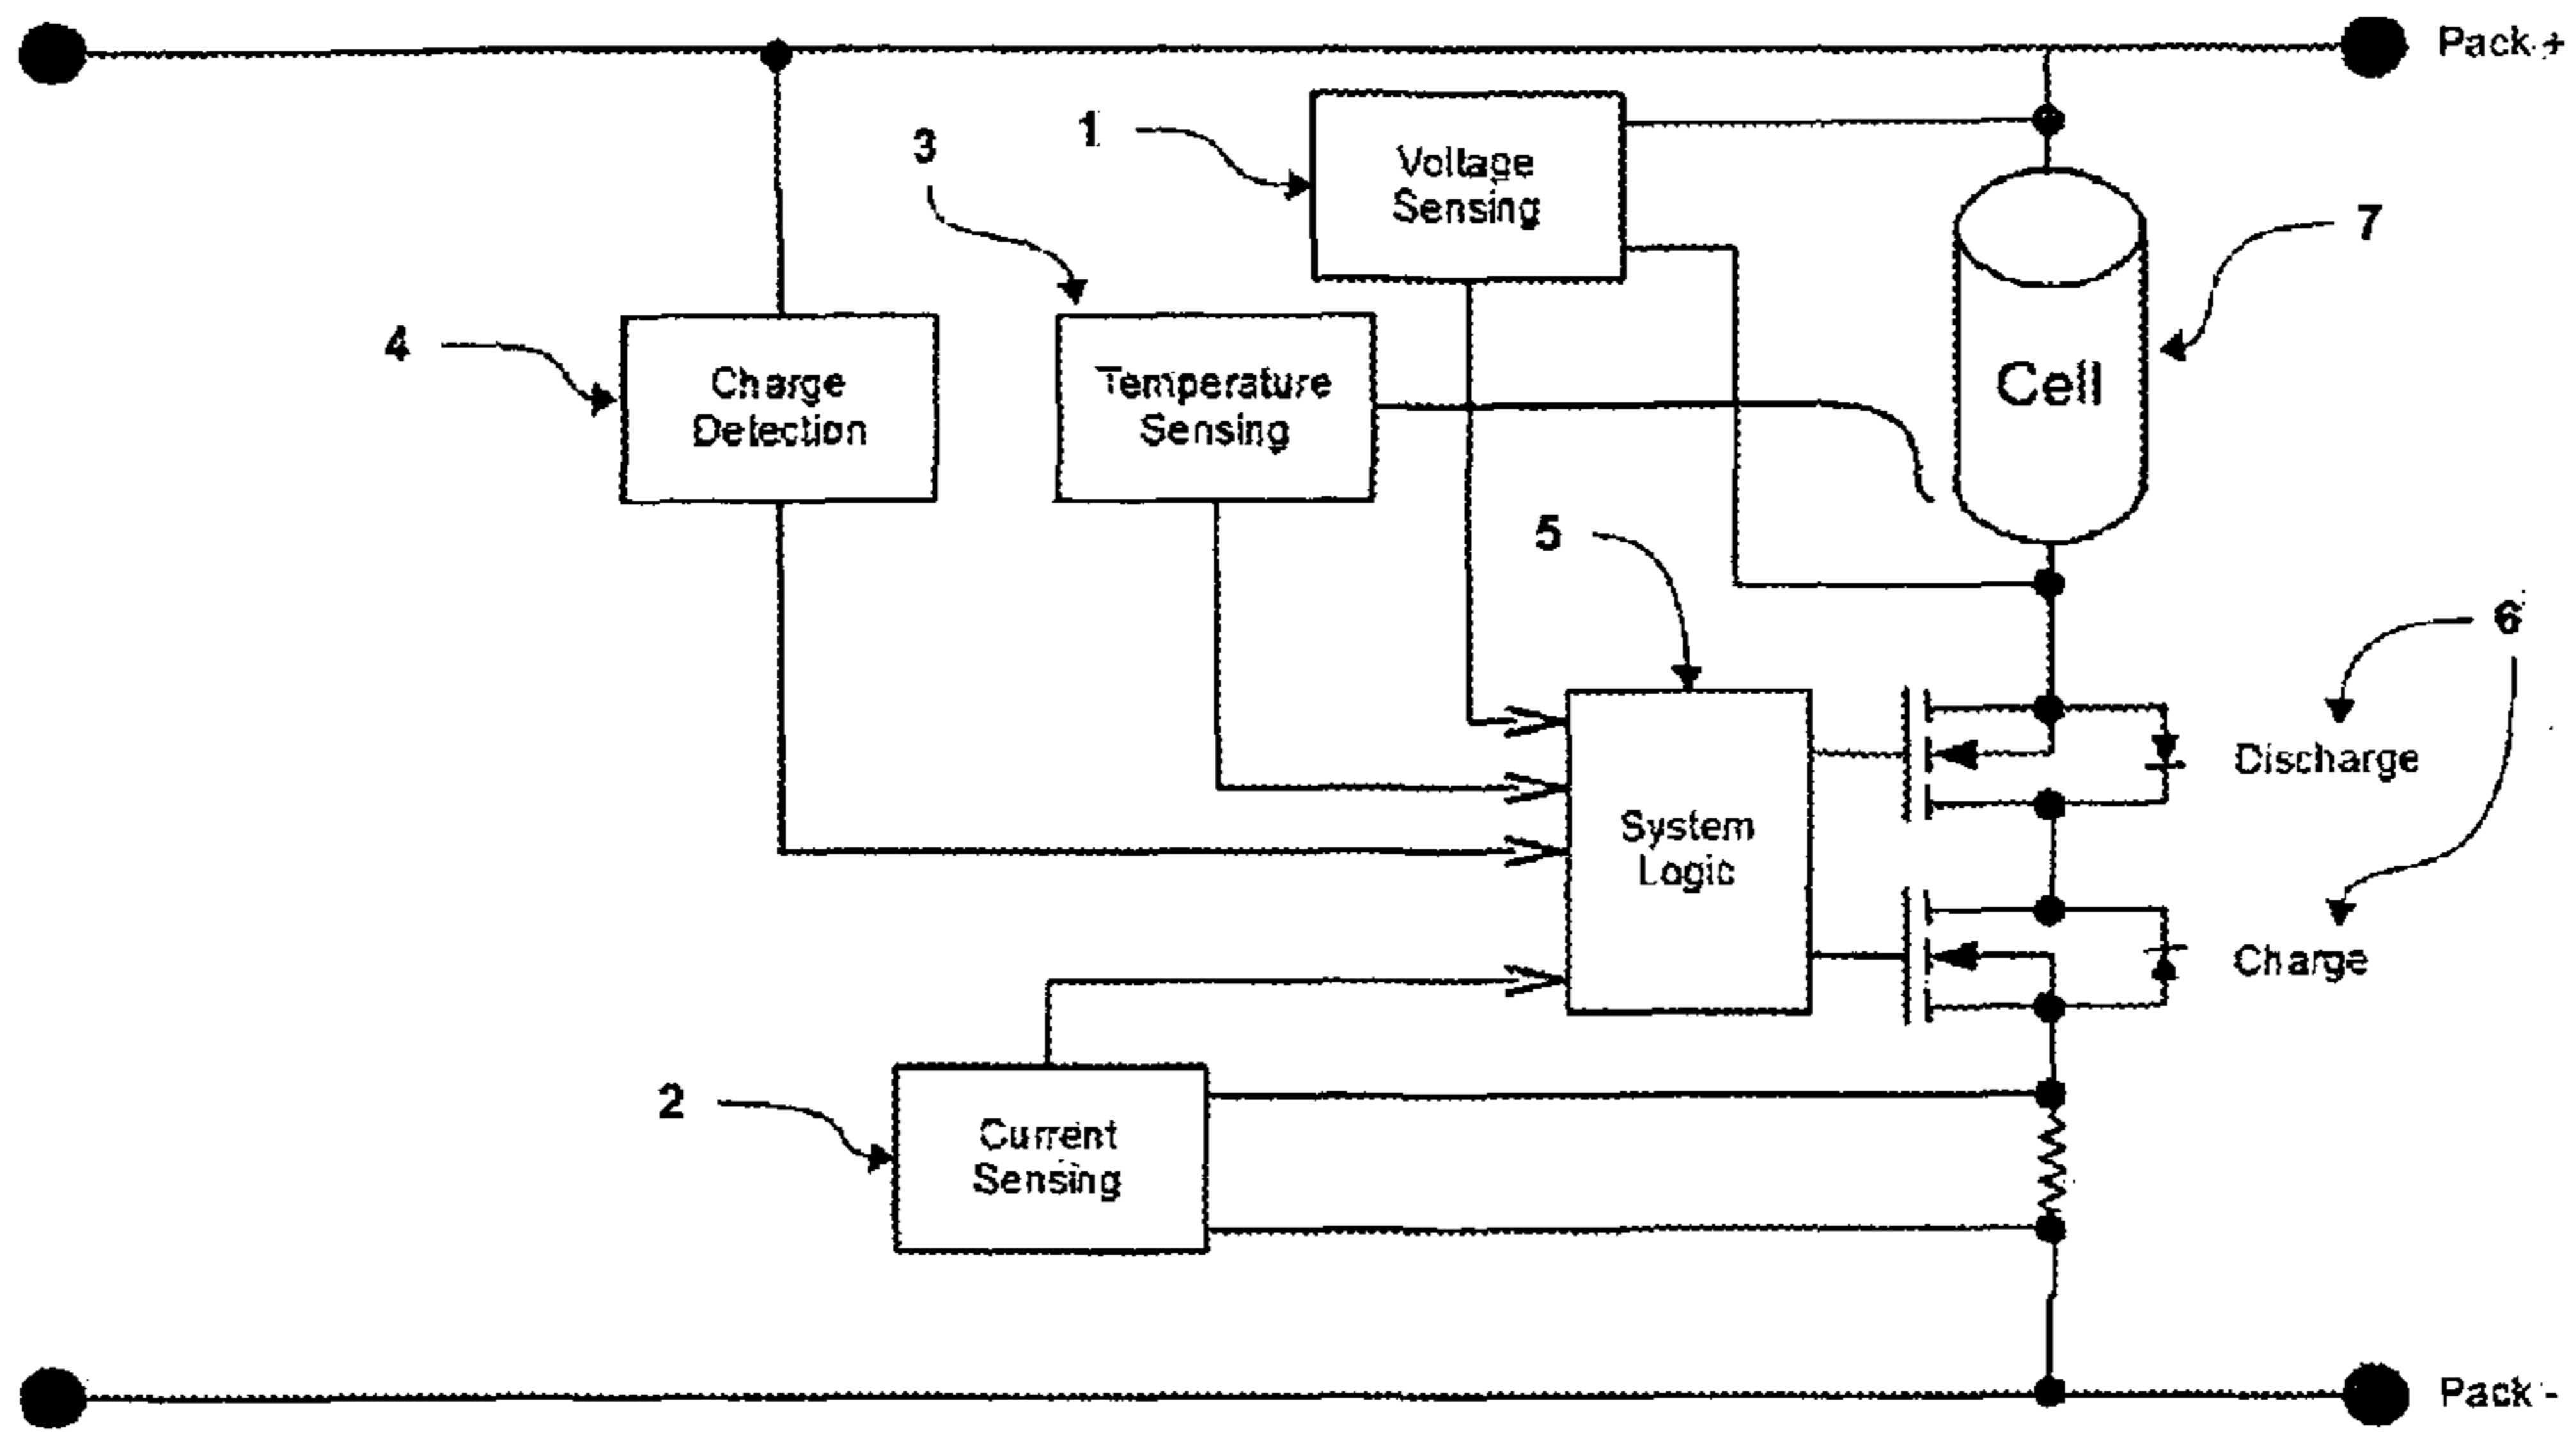 Pack +
1
Voltage
Sensing
3
7
4
Charge
Detection
Temperature
Sensing
Cell
5
6
Discharge
System
Logic
Charge
2
Current
Sensing
Pack -